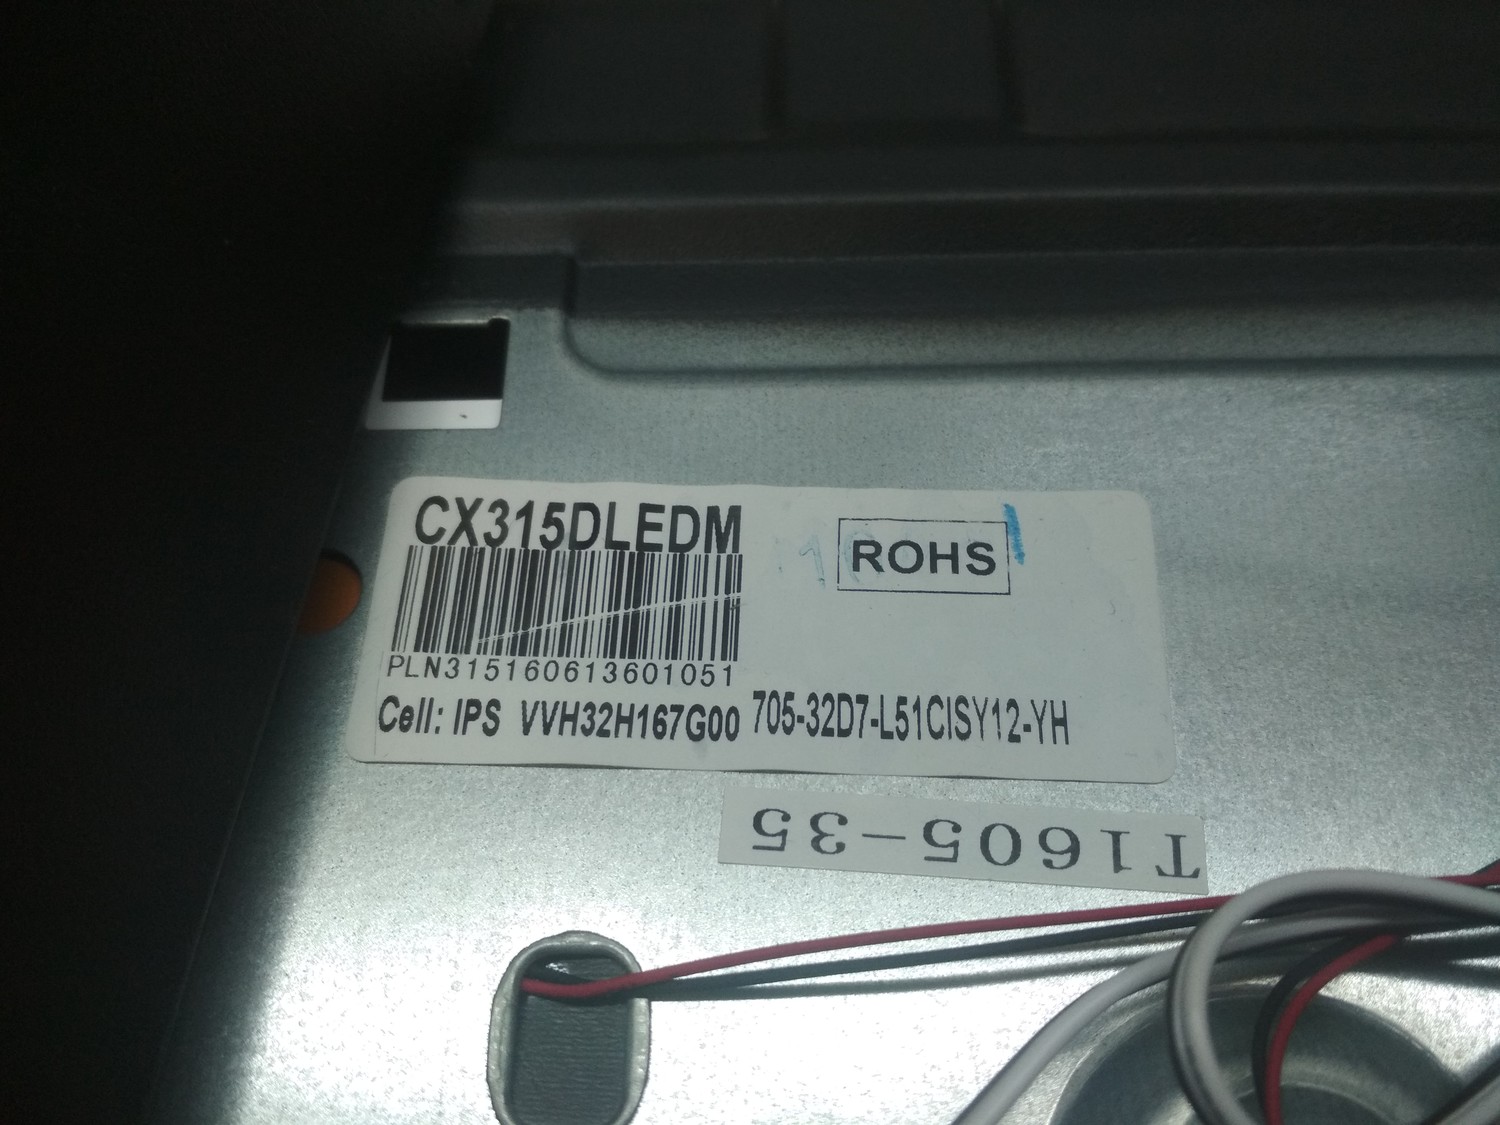 CX315DLEDM
ROHS
PLN315160613601051
Cell: IPS VVH32H167G00 705-32D7-L51CISY12-YH
T1605-35